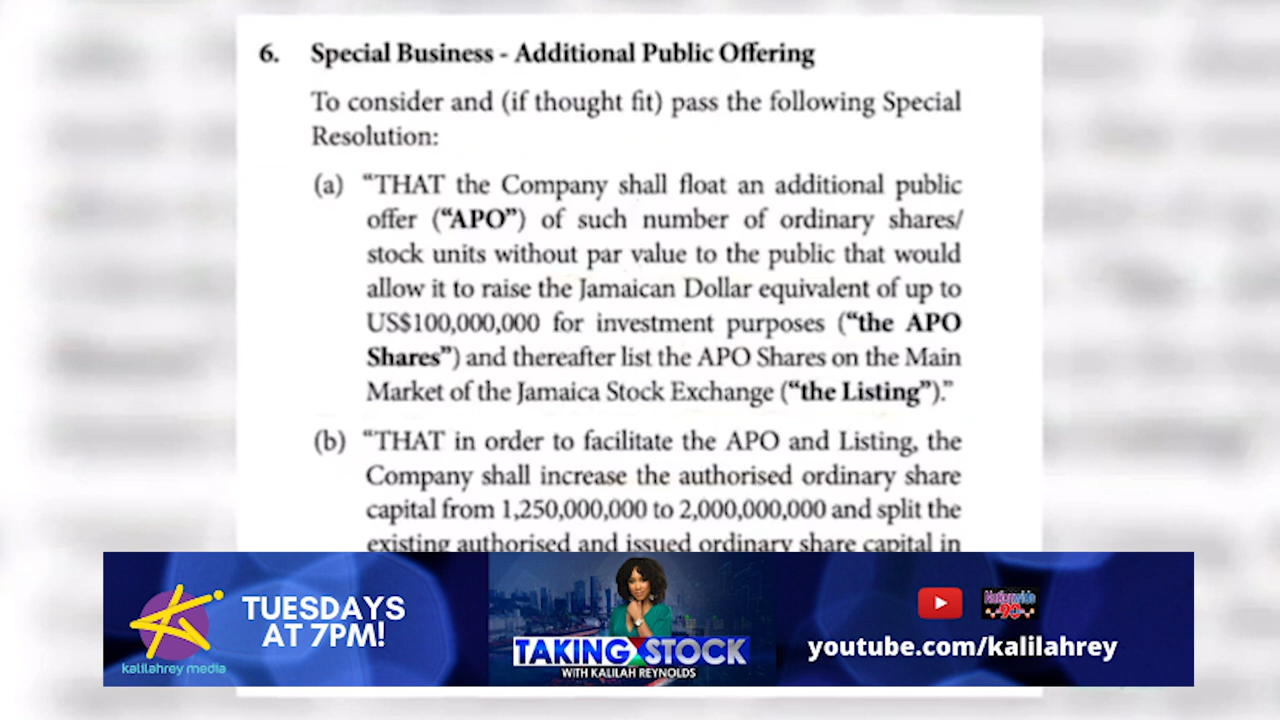 6. Special Business - Additional Public Offering
To consider and (if thought fit) pass the following Special
Resolution:
(a) “THAT the Company shall float an additional public
offer (“APO”) of such number of ordinary shares/
stock units without par value to the public that would
allow it to raise the Jamaican Dollar equivalent of up to
US$100,000,000 for investment purposes (“the APO
Shares”) and thereafter list the APO Shares on the Main
Market of the Jamaica Stock Exchange (“the Listing”).”
(b) “THAT in order to facilitate the APO and Listing, the
Company shall increase the authorised ordinary share
capital from 1,250,000,000 to 2,000,000,000 and split the
existing authorised and issued ordinary share capital in
kalilahrey media
TUESDAYS
AT 7PM!
TAKING STOCK
WITH KALILAH REYNOLDS
Nationwide
90
youtube.com/kalilahrey